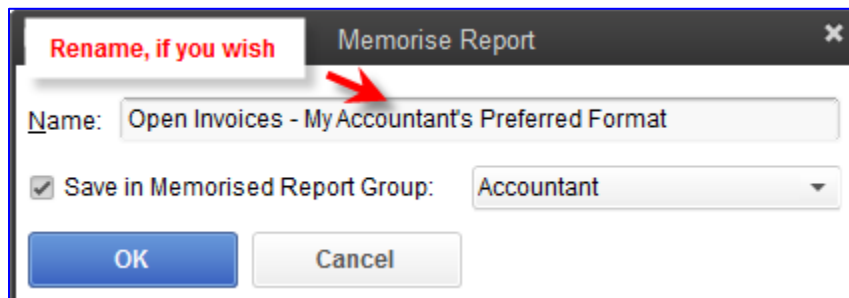 Rename, if you wish
Memorise Report
Name: Open Invoices - My Accountant's Preferred Format
Save in Memorised Report Group: Accountant
OK Cancel